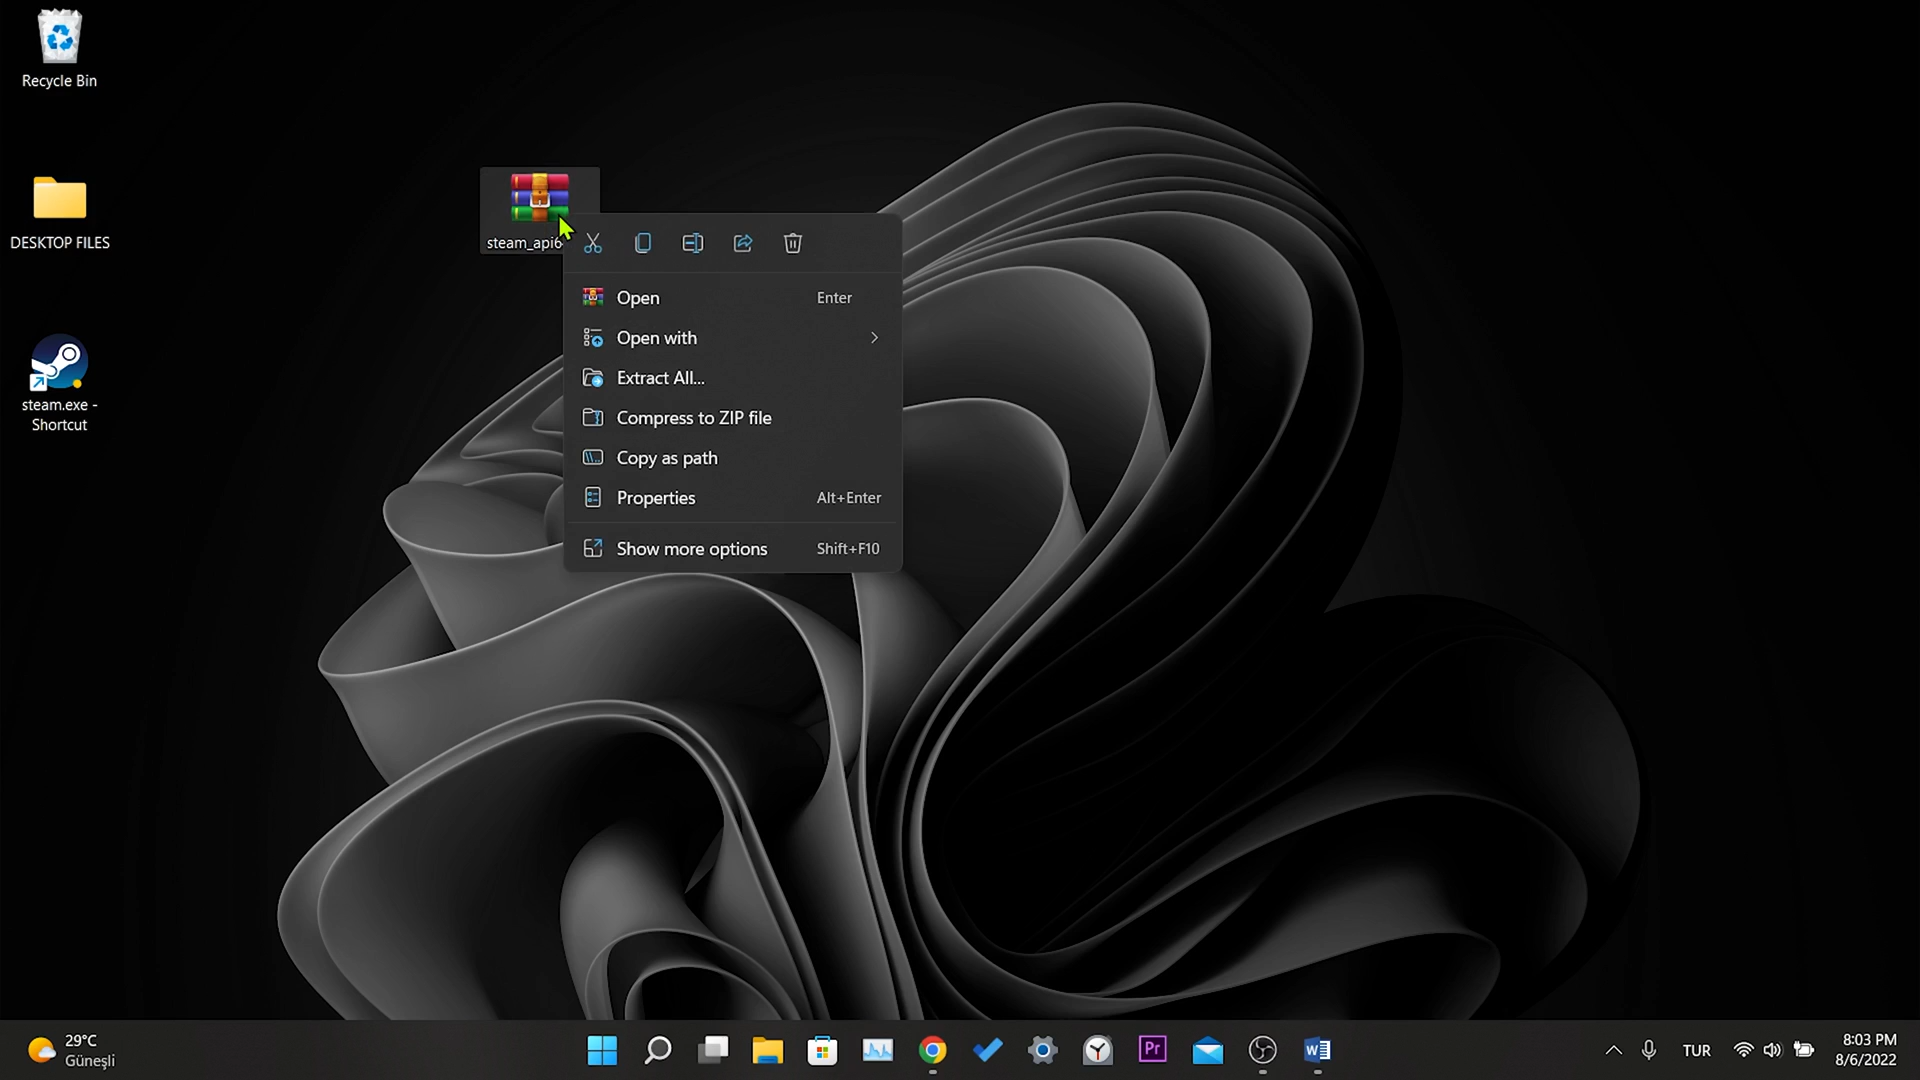 Recycle Bin
DESKTOP FILES
steam.exe -
Shortcut
steam_api6
Open Enter
Open with
Extract All...
Compress to ZIP file
Copy as path
Properties Alt+Enter
Show more options Shift+F10
29°C
Güneşli
Pr
W
TUR
8:03 PM
8/6/2022